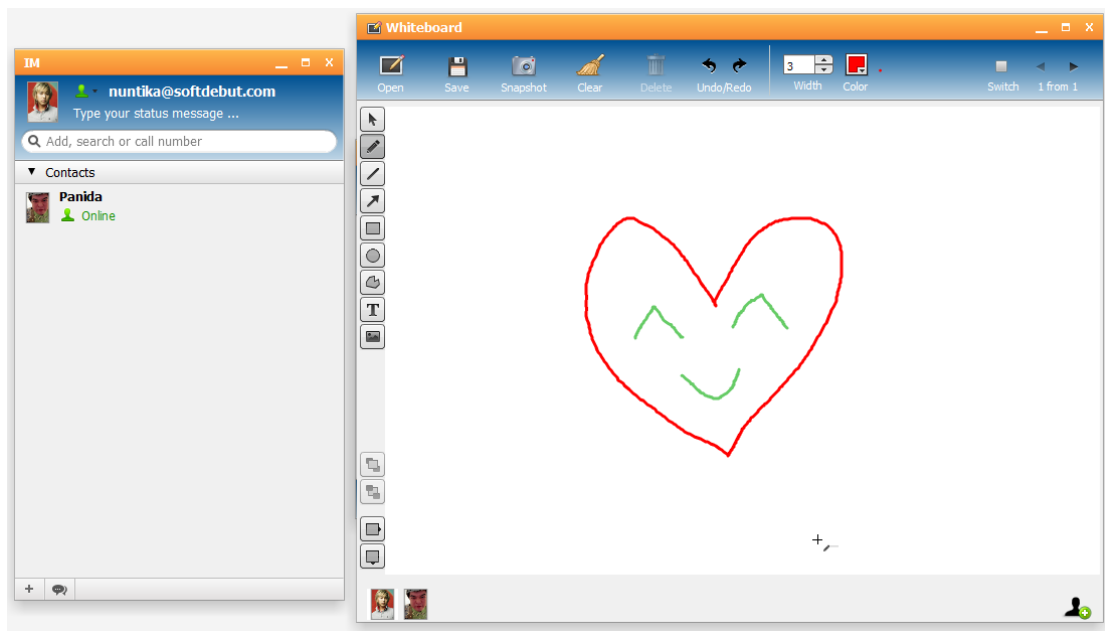 IM
nuntika@softdebut.com
Type your status message ...
Add, search or call number
Contacts
Panida
Online
Whiteboard
Open
Save
Snapshot
Clear
Delete
Undo/Redo
3
Width
Color
Switch
1 from 1
T